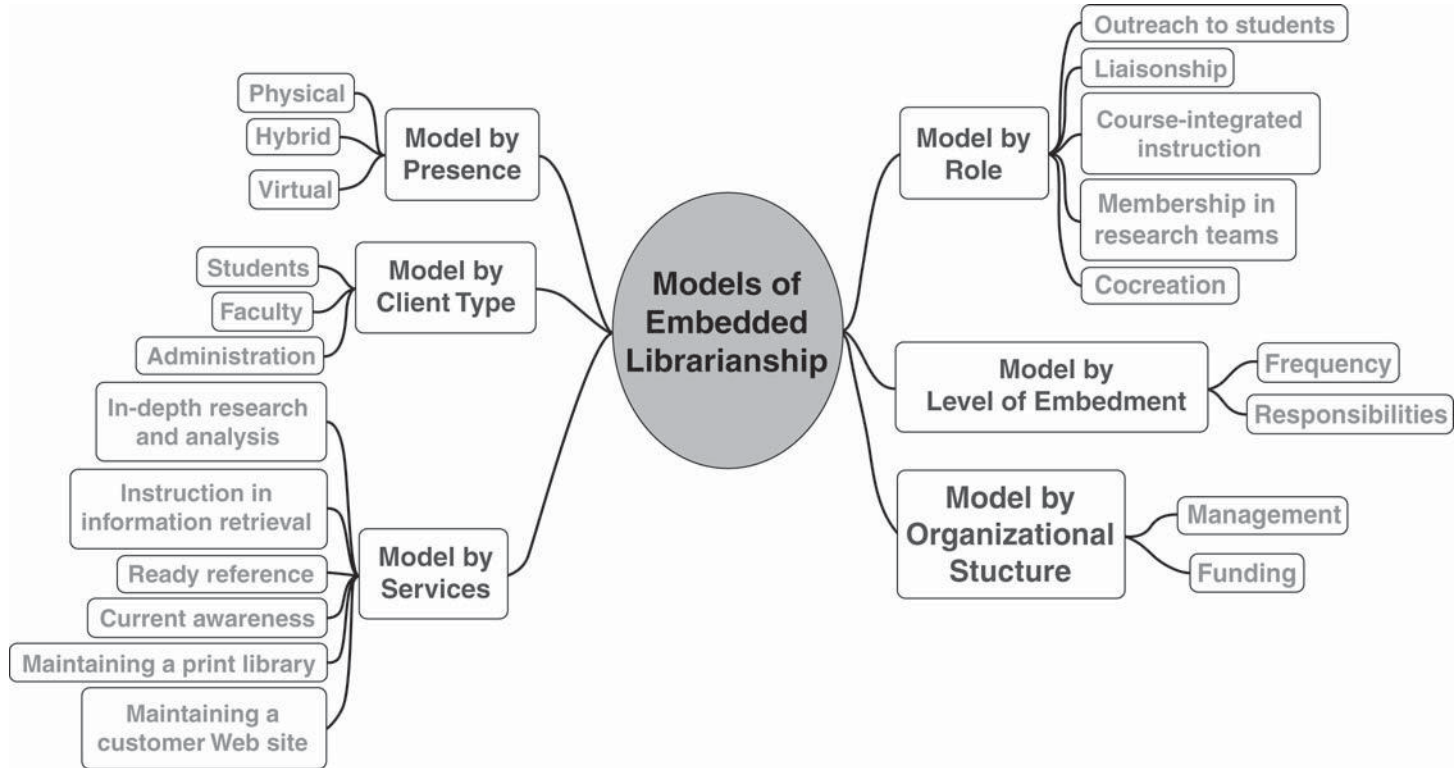 Models of
Embedded
Librarianship
Model by
Presence
Physical
Hybrid
Virtual
Model by
Client Type
Students
Faculty
Administration
Model by
Services
In-depth research
and analysis
Instruction in
information retrieval
Ready reference
Current awareness
Maintaining a print library
Maintaining a
customer Web site
Model by
Role
Outreach to students
Liaisonship
Course-integrated
instruction
Membership in
research teams
Cocreation
Model by
Level of Embedment
Frequency
Responsibilities
Model by
Organizational
Stucture
Management
Funding